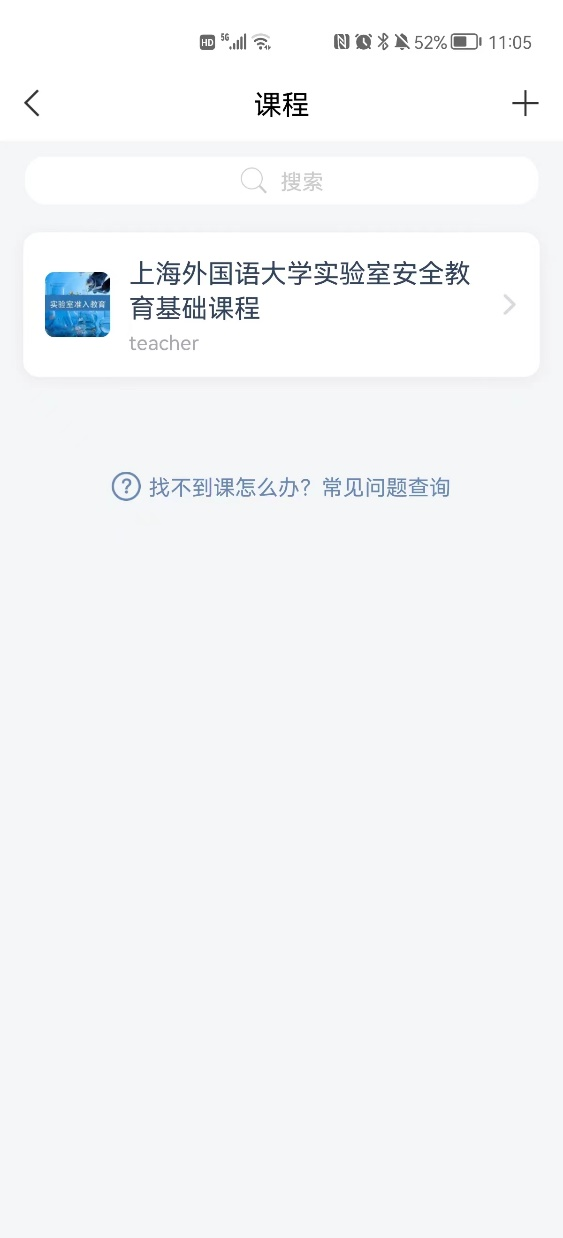 HD 5G 52% 11:05
课程
搜索
上海外国语大学实验室安全教
育基础课程
实验室准入教育
teacher
找不到课怎么办？常见问题查询